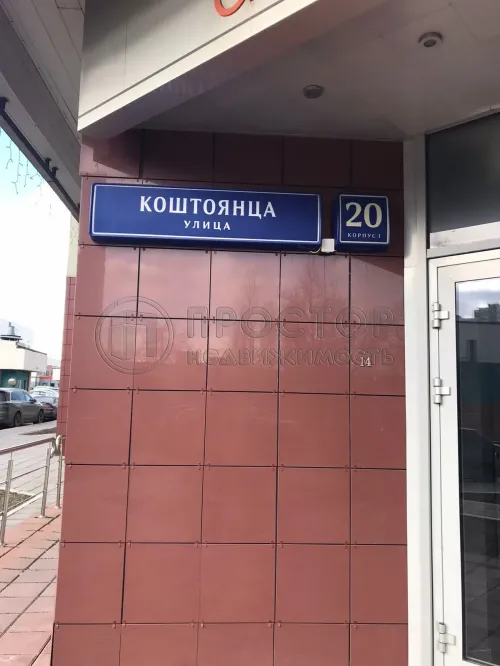 КОШТОЯНЦА
УЛИЦА
20
КОРПУС 1
ПРОСТОР
НЕДВИЖИМОСТЬ
14